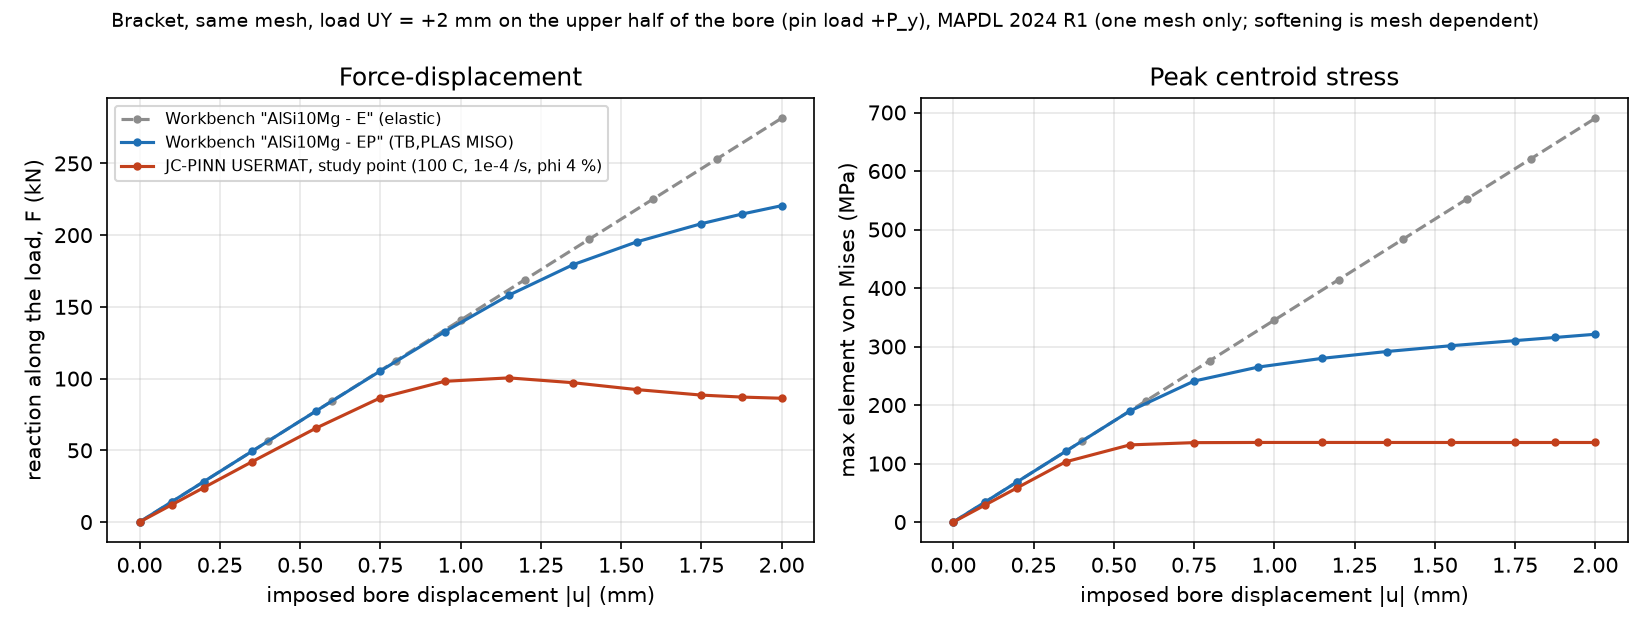 Bracket, same mesh, load UY = +2 mm on the upper half of the bore (pin load +P_y), MAPDL 2024 R1 (one mesh only; softening is mesh dependent)
Force-displacement
Workbench "AlSi10Mg - E" (elastic)
Workbench "AlSi10Mg - EP" (TB,PLAS MISO)
JC-PINN USERMAT, study point (100 C, 1e-4 /s, phi 4 %)
reaction along the load, F (kN)
250
200
150
100
50
0
0.00 0.25 0.50 0.75 1.00 1.25 1.50 1.75 2.00
imposed bore displacement |u| (mm)
Peak centroid stress
max element von Mises (MPa)
700
600
500
400
300
200
100
0
0.00 0.25 0.50 0.75 1.00 1.25 1.50 1.75 2.00
imposed bore displacement |u| (mm)